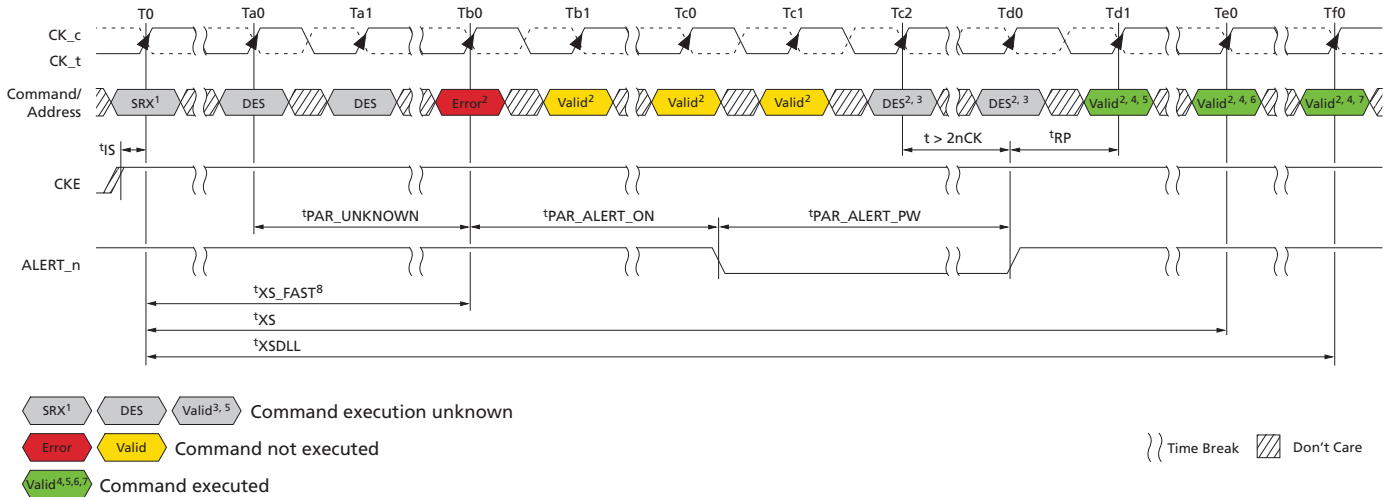 T0 Ta0 Ta1 Tb0 Tb1 Tc0 Tc1 Tc2 Td0 Td1 Te0 Tf0
CK_c
CK_t
Command/
Address
SRX1 DES DES Error2 Valid2 Valid2 Valid2 DES2, 3 DES2, 3 Valid2, 4, 5 Valid2, 4, 6 Valid2, 4, 7
tIS
t > 2nCK
tRP
CKE
tPAR_UNKNOWN
tPAR_ALERT_ON
tPAR_ALERT_PW
ALERT_n
tXS_FAST8
tXS
tXSDLL
SRX1 DES Valid3, 5 Command execution unknown
Error Valid Command not executed
Valid4,5,6,7 Command executed
Time Break
Don't Care